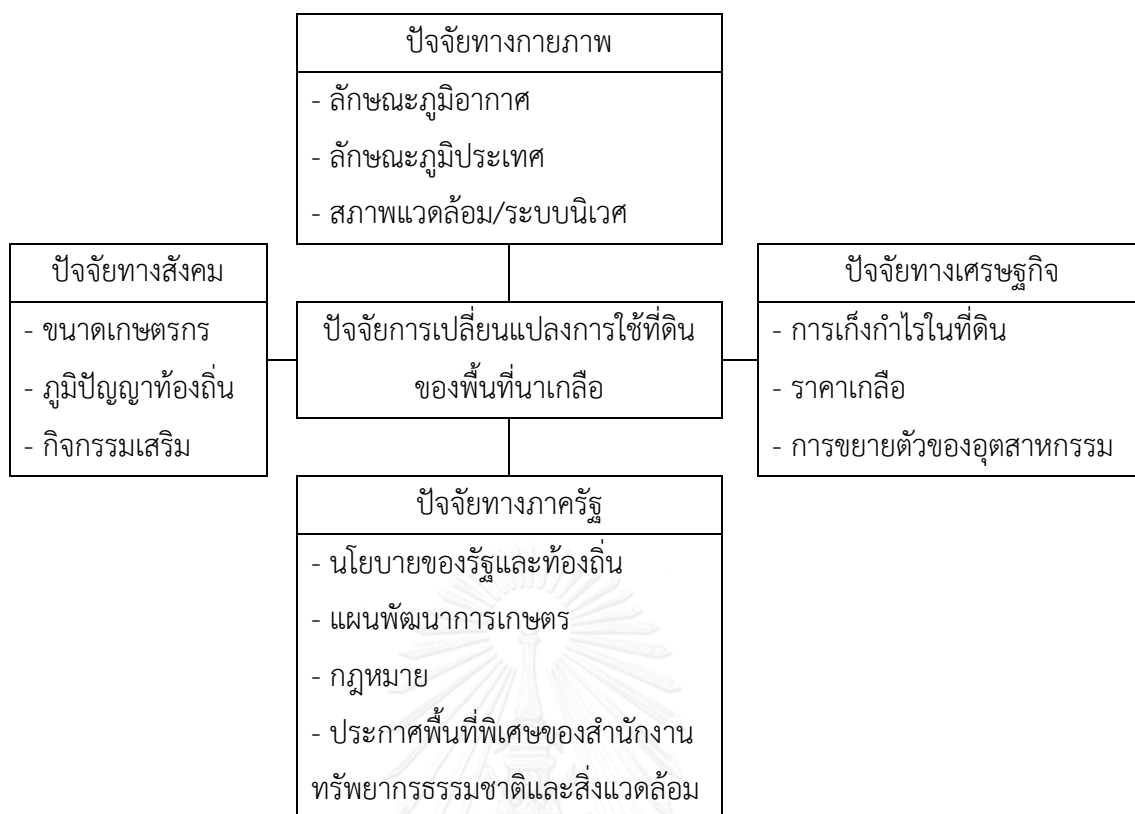 ปัจจัยทางกายภาพ
- ลักษณะภูมิอากาศ
- ลักษณะภูมิประเทศ
- สภาพแวดล้อม/ระบบนิเวศ
ปัจจัยทางสังคม
- ขนาดเกษตรกร
- ภูมิปัญญาท้องถิ่น
- กิจกรรมเสริม
ปัจจัยการเปลี่ยนแปลงการใช้ที่ดิน
ของพื้นที่นาเกลือ
ปัจจัยทางเศรษฐกิจ
- การเก็งกำไรในที่ดิน
- ราคาเกลือ
- การขยายตัวของอุตสาหกรรม
ปัจจัยทางภาครัฐ
- นโยบายของรัฐและท้องถิ่น
- แผนพัฒนาการเกษตร
- กฎหมาย
- ประกาศพื้นที่พิเศษของสำนักงาน
ทรัพยากรธรรมชาติและสิ่งแวดล้อม